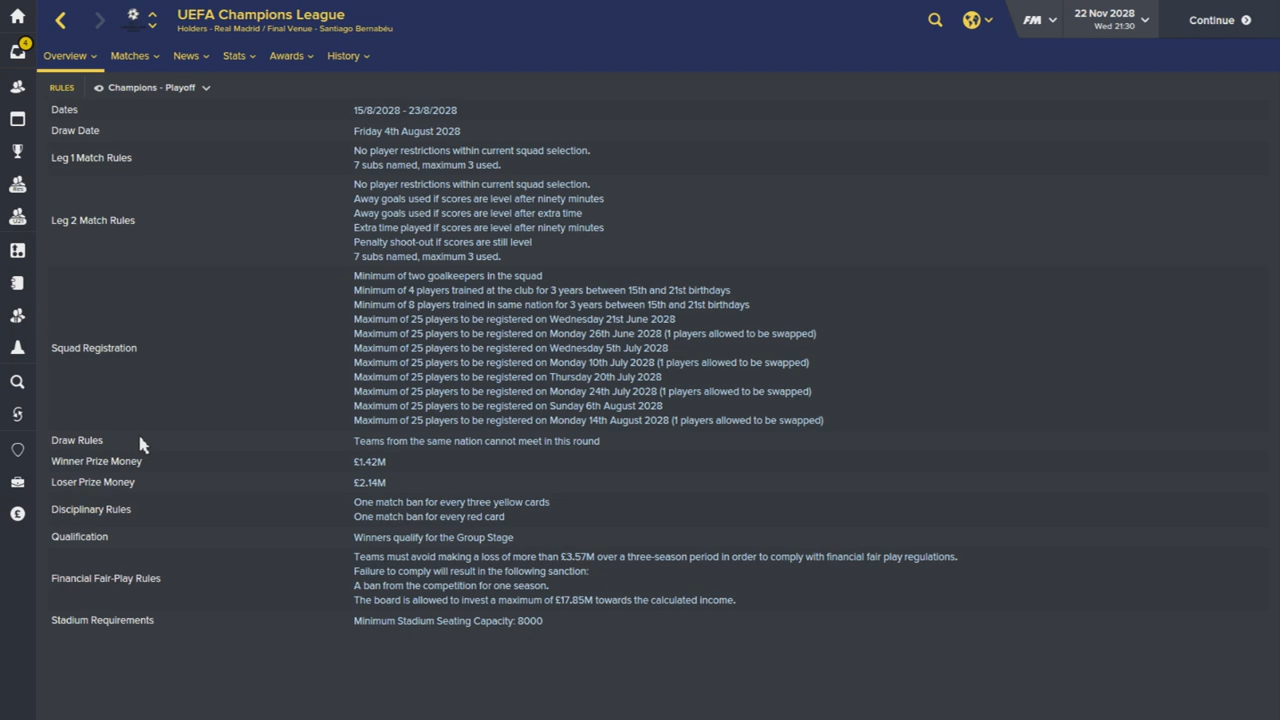 UEFA Champions League
Holders - Real Madrid / Final Venue - Santiago Bernabéu
FM
22 Nov 2028
Wed 21:30
Continue
4
Overview
Matches
News
Stats
Awards
History
RULES
Champions - Playoff
Dates
15/8/2028 - 23/8/2028
Draw Date
Friday 4th August 2028
Leg 1 Match Rules
No player restrictions within current squad selection.
7 subs named, maximum 3 used.
Leg 2 Match Rules
No player restrictions within current squad selection.
Away goals used if scores are level after ninety minutes
Away goals used if scores are level after extra time
Extra time played if scores are level after ninety minutes
Penalty shoot-out if scores are still level
7 subs named, maximum 3 used.
Squad Registration
Minimum of two goalkeepers in the squad
Minimum of 4 players trained at the club for 3 years between 15th and 21st birthdays
Minimum of 8 players trained in same nation for 3 years between 15th and 21st birthdays
Maximum of 25 players to be registered on Wednesday 21st June 2028
Maximum of 25 players to be registered on Monday 26th June 2028 (1 players allowed to be swapped)
Maximum of 25 players to be registered on Wednesday 5th July 2028
Maximum of 25 players to be registered on Monday 10th July 2028 (1 players allowed to be swapped)
Maximum of 25 players to be registered on Thursday 20th July 2028
Maximum of 25 players to be registered on Monday 24th July 2028 (1 players allowed to be swapped)
Maximum of 25 players to be registered on Sunday 6th August 2028
Maximum of 25 players to be registered on Monday 14th August 2028 (1 players allowed to be swapped)
Draw Rules
Teams from the same nation cannot meet in this round
Winner Prize Money
£1.42M
Loser Prize Money
£2.14M
Disciplinary Rules
One match ban for every three yellow cards
One match ban for every red card
Qualification
Winners qualify for the Group Stage
Financial Fair-Play Rules
Teams must avoid making a loss of more than £3.57M over a three-season period in order to comply with financial fair play regulations.
Failure to comply will result in the following sanction:
A ban from the competition for one season.
The board is allowed to invest a maximum of £17.85M towards the calculated income.
Stadium Requirements
Minimum Stadium Seating Capacity: 8000